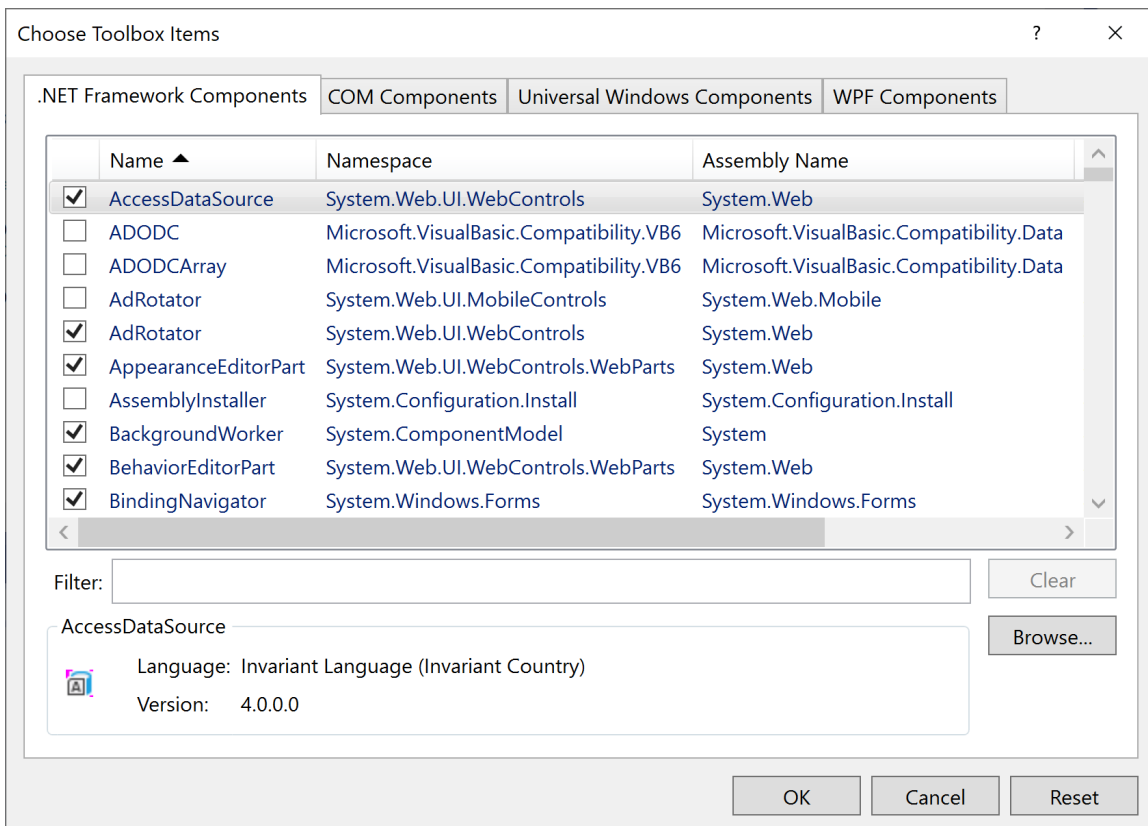 Choose Toolbox Items ?
.NET Framework Components COM Components Universal Windows Components WPF Components
Name Namespace Assembly Name
AccessDataSource System.Web.UI.WebControls System.Web
ADODC Microsoft.VisualBasic.Compatibility.VB6 Microsoft.VisualBasic.Compatibility.Data
ADODCArray Microsoft.VisualBasic.Compatibility.VB6 Microsoft.VisualBasic.Compatibility.Data
AdRotator System.Web.UI.MobileControls System.Web.Mobile
AdRotator System.Web.UI.WebControls System.Web
AppearanceEditorPart System.Web.UI.WebControls.WebParts System.Web
AssemblyInstaller System.Configuration.Install System.Configuration.Install
BackgroundWorker System.ComponentModel System
BehaviorEditorPart System.Web.UI.WebControls.WebParts System.Web
BindingNavigator System.Windows.Forms System.Windows.Forms
Filter: Clear
AccessDataSource
Browse...
Language: Invariant Language (Invariant Country)
A
Version: 4.0.0.0
OK Cancel Reset